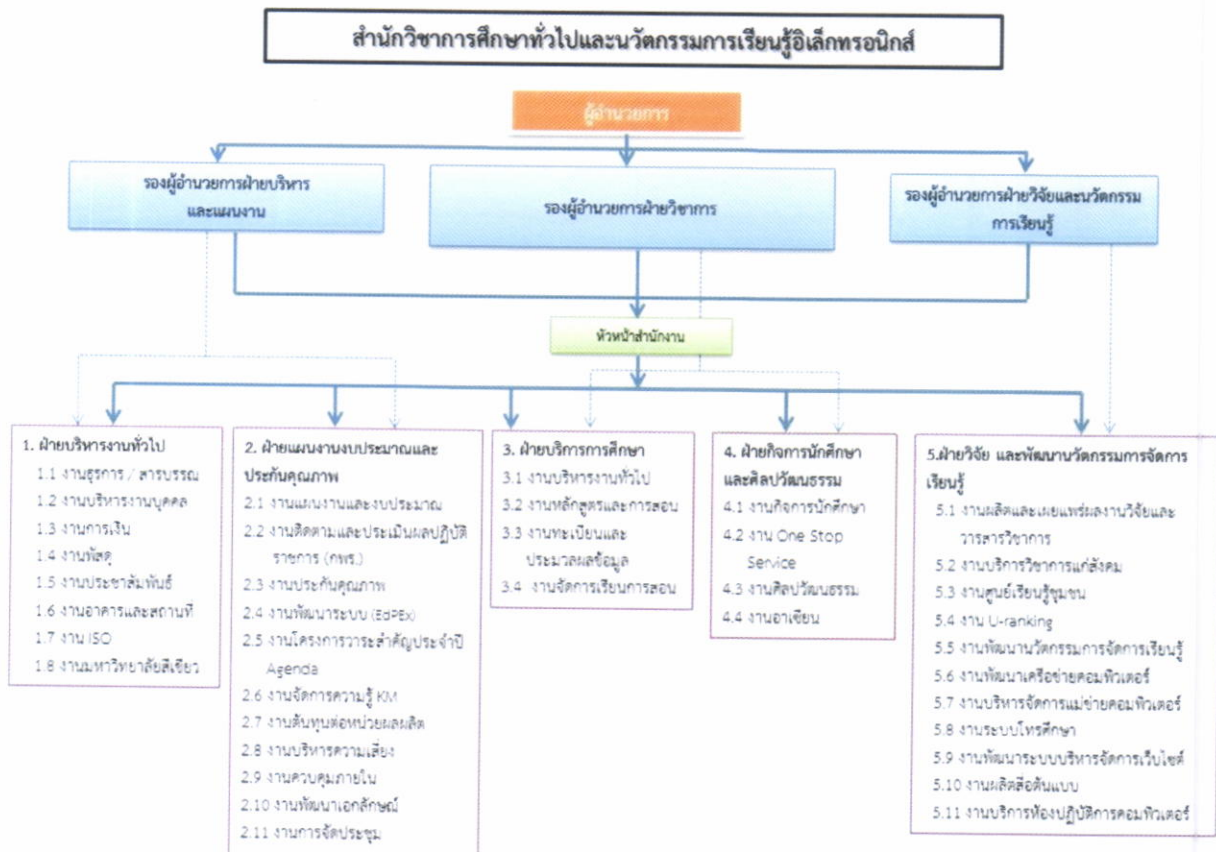 สำนักวิชาการศึกษาทั่วไปและนวัตกรรมการเรียนรู้อิเล็กทรอนิกส์
ผู้อำนวยการ
รองผู้อำนวยการฝ่ายบริหาร
และแผนงาน
รองผู้อำนวยการฝ่ายวิชาการ
รองผู้อำนวยการฝ่ายวิจัยและนวัตกรรม
การเรียนรู้
หัวหน้าสำนักงาน
1. ฝ่ายบริหารงานทั่วไป
1.1 งานธุรการ / สารบรรณ
1.2 งานบริหารงานบุคคล
1.3 งานการเงิน
1.4 งานพัสดุ
1.5 งานประชาสัมพันธ์
1.6 งานอาคารและสถานที่
1.7 งาน ISO
1.8 งานมหาวิทยาลัยสีเขียว
2. ฝ่ายแผนงานงบประมาณและ
ประกันคุณภาพ
2.1 งานแผนงานและงบประมาณ
2.2 งานติดตามและประเมินผลปฏิบัติ
ราชการ (กพร.)
2.3 งานประกันคุณภาพ
2.4 งานพัฒนาระบบ (EdPEx)
2.5 งานโครงการวาระสำคัญประจำปี
Agenda
2.6 งานจัดการความรู้ KM
2.7 งานต้นทุนต่อหน่วยผลผลิต
2.8 งานบริหารความเสี่ยง
2.9 งานควบคุมภายใน
2.10 งานพัฒนาเอกลักษณ์
2.11 งานการจัดประชุม
3. ฝ่ายบริการการศึกษา
3.1 งานบริหารงานทั่วไป
3.2 งานหลักสูตรและการสอน
3.3 งานทะเบียนและ
ประมวลผลข้อมูล
3.4 งานจัดการเรียนการสอน
4. ฝ่ายกิจการนักศึกษา
และศิลปวัฒนธรรม
4.1 งานกิจการนักศึกษา
4.2 งาน One Stop
Service
4.3 งานศิลปวัฒนธรรม
4.4 งานอาเซียน
5.ฝ่ายวิจัย และพัฒนานวัตกรรมการจัดการ
เรียนรู้
5.1 งานผลิตและเผยแพร่ผลงานวิจัยและ
วารสารวิชาการ
5.2 งานบริการวิชาการแก่สังคม
5.3 งานศูนย์เรียนรู้ชุมชน
5.4 งาน U-ranking
5.5 งานพัฒนานวัตกรรมการจัดการเรียนรู้
5.6 งานพัฒนาเครือข่ายคอมพิวเตอร์
5.7 งานบริหารจัดการแม่ข่ายคอมพิวเตอร์
5.8 งานระบบโทรศึกษา
5.9 งานพัฒนาระบบบริหารจัดการเว็บไซต์
5.10 งานผลิตสื่อต้นแบบ
5.11 งานบริการห้องปฏิบัติการคอมพิวเตอร์